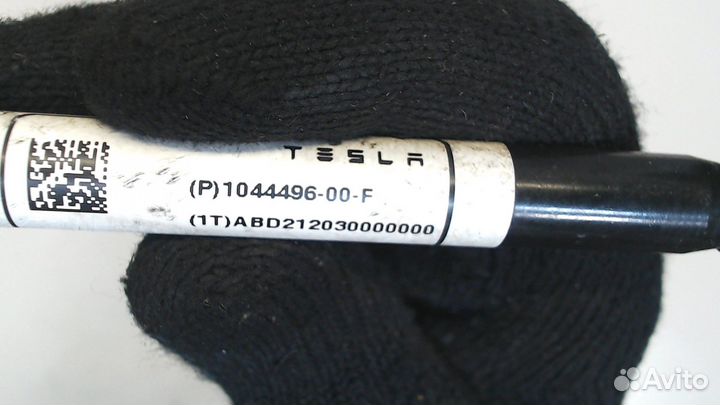 TESLA
(P)1044496-00-F
(1T)ABD212030000000
Avito